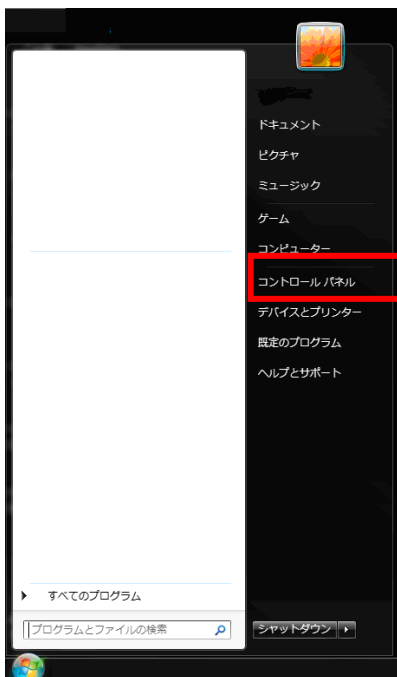 ドキュメント
ピクチャ
ミュージック
ゲーム
コンピューター
コントロール パネル
デバイスとプリンター
既定のプログラム
ヘルプとサポート
すべてのプログラム
プログラムとファイルの検索
シャットダウン